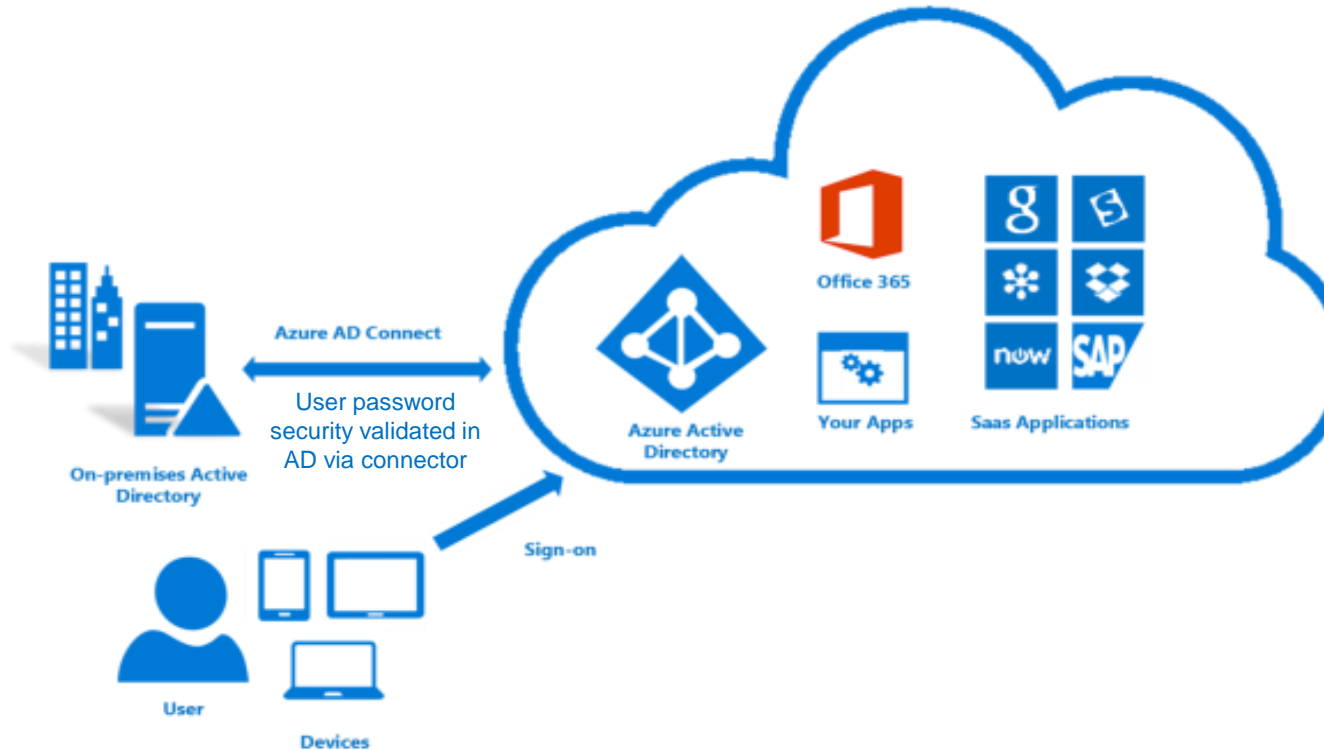 Office 365
g
S
now
SAP
Azure AD Connect
User password
security validated in
AD via connector
Your Apps
Saas Applications
Azure Active
Directory
On-premises Active
Directory
Sign-on
User
Devices